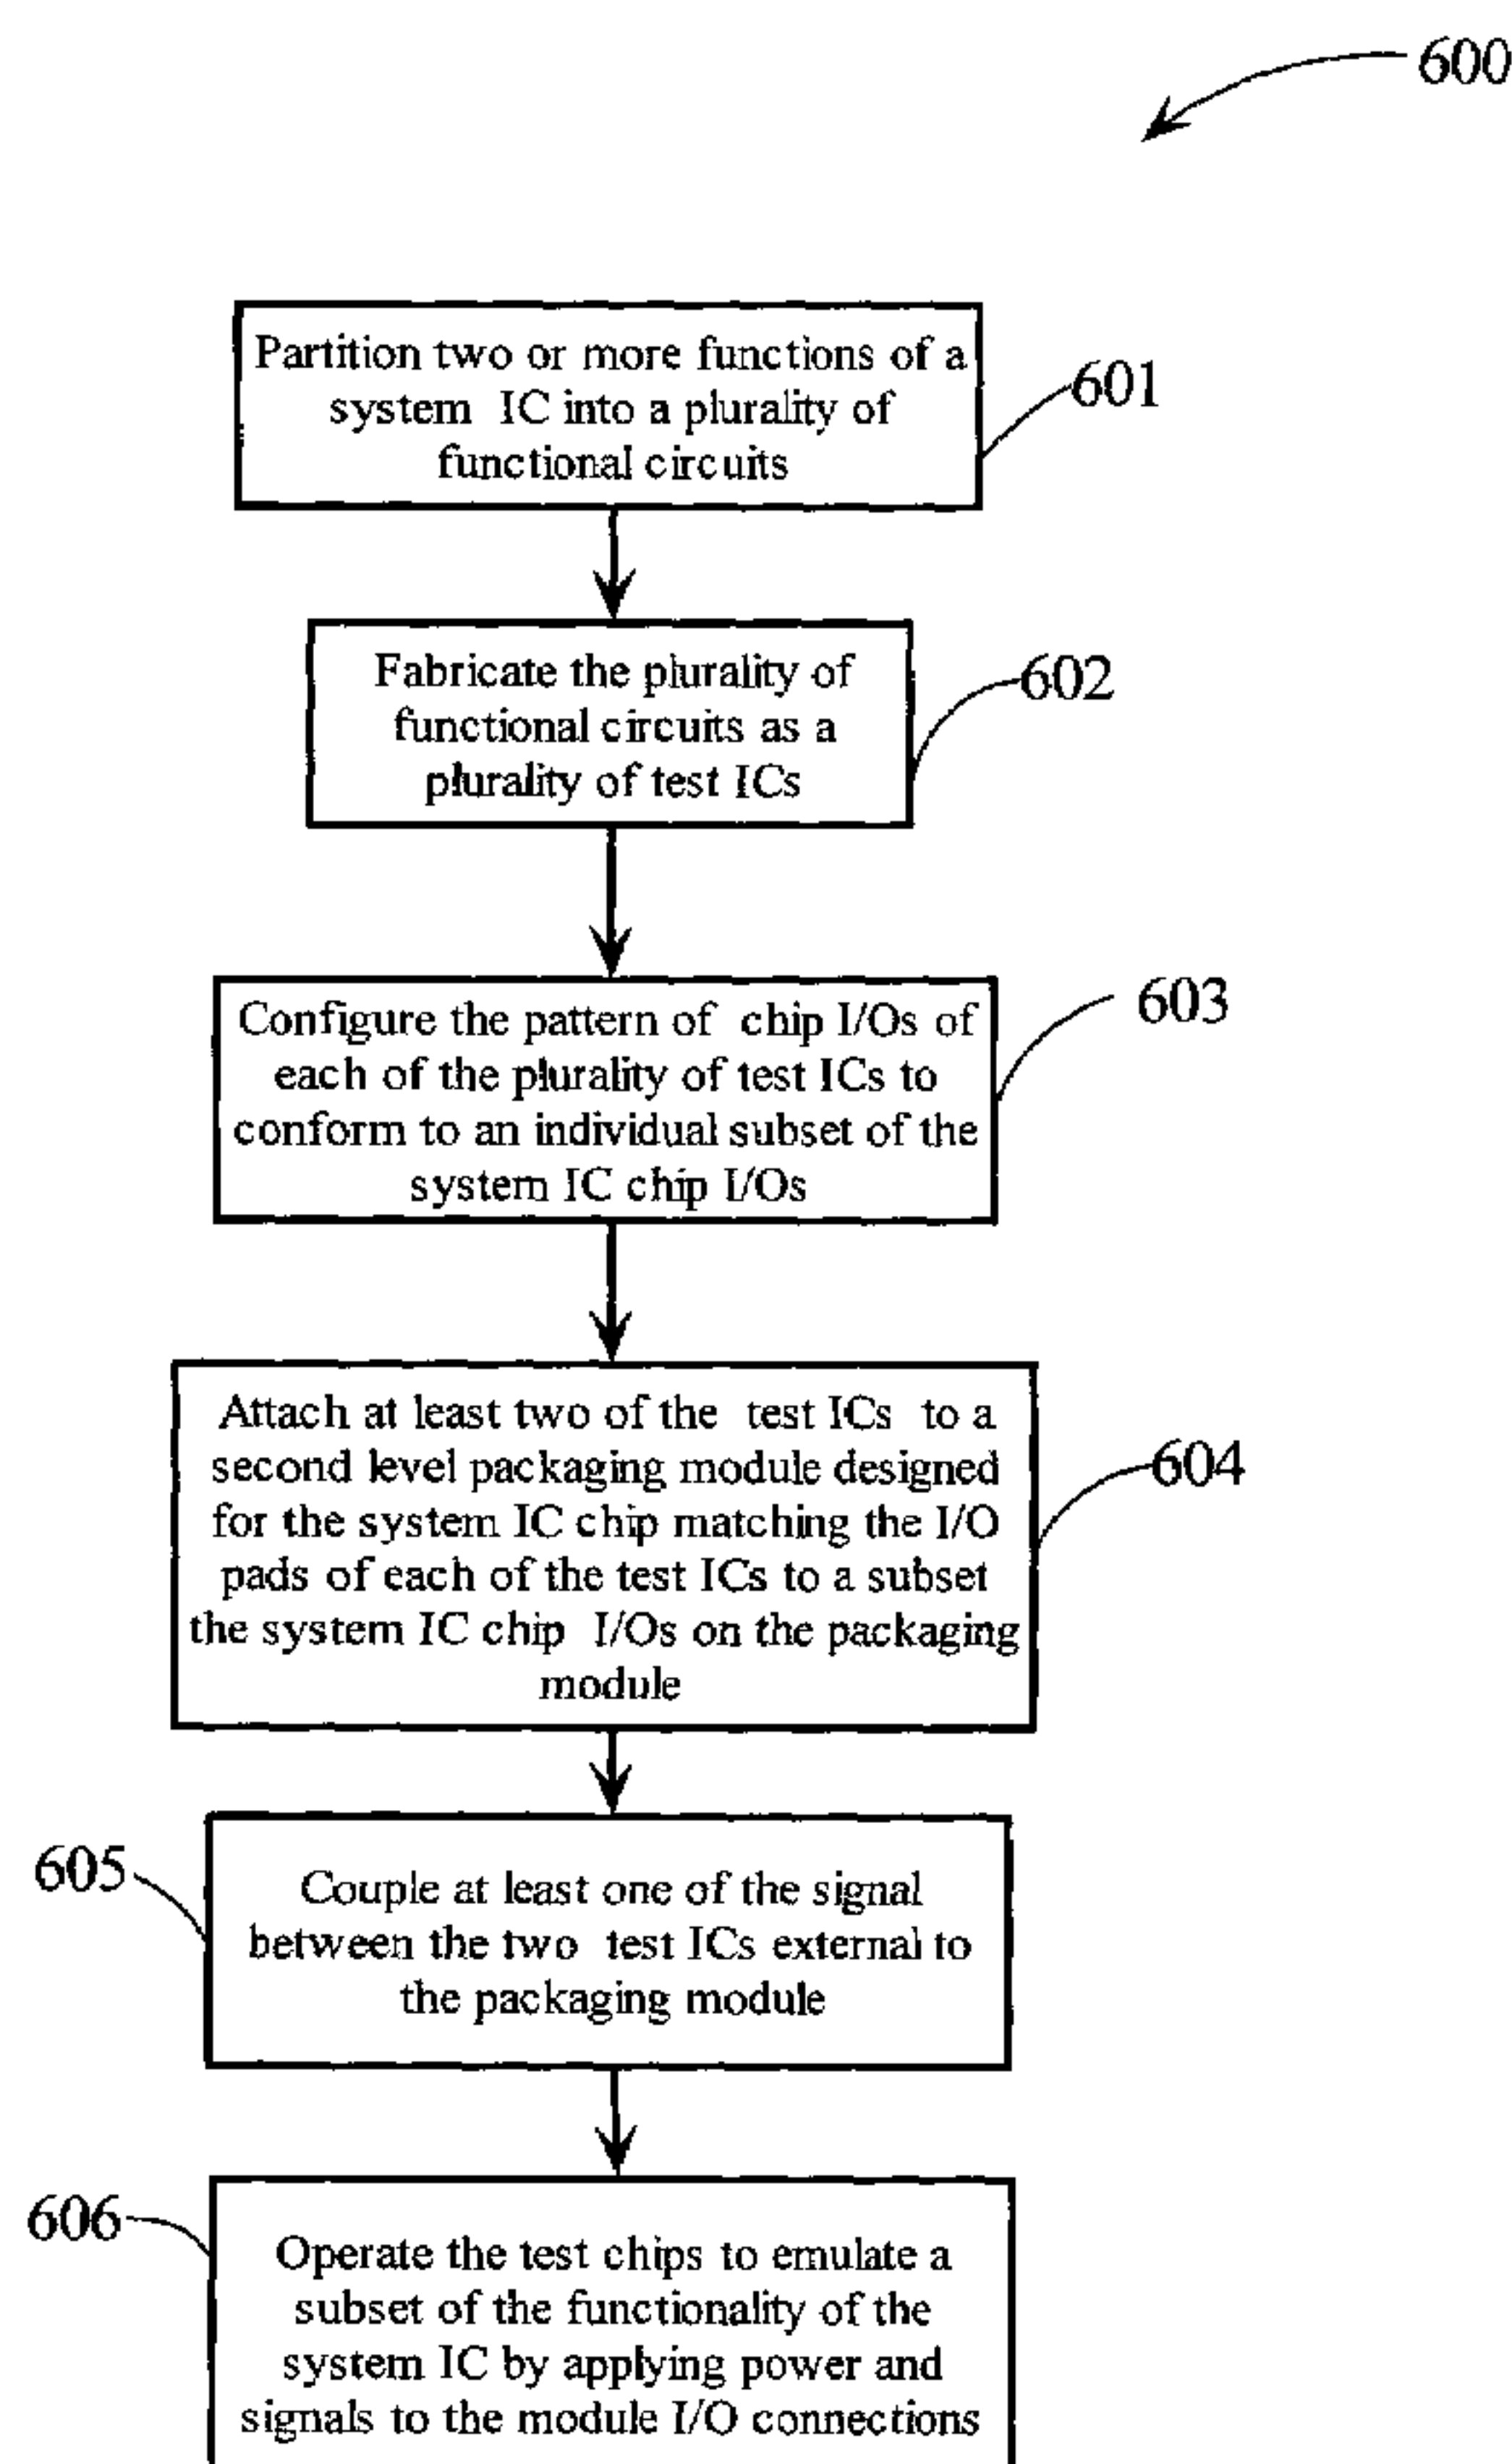 600
Partition two or more functions of a
system IC into a plurality of
functional circuits
601
Fabricate the plurality of
functional circuits as a
plurality of test ICs
602
Configure the pattern of chip I/Os of
each of the plurality of test ICs to
conform to an individual subset of the
system IC chip I/Os
603
Attach at least two of the test ICs to a
second level packaging module designed
for the system IC chip matching the I/O
pads of each of the test ICs to a subset
the system IC chip I/Os on the packaging
module
604
605
Couple at least one of the signal
between the two test ICs external to
the packaging module
606
Operate the test chips to emulate a
subset of the functionality of the
system IC by applying power and
signals to the module I/O connections